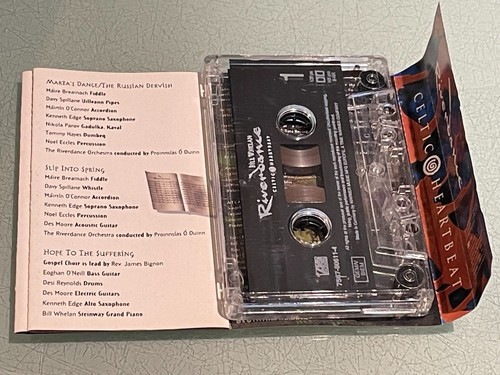 Marta's Dance/The Russian Dervish
Máire Breatnach Fiddle
Davy Spillane Uilleann Pipes
Máirtín O'Connor Accordion
Kenneth Edge Soprano Saxophone
Nikola Parov Gadulka, Kaval
Tommy Hayes Dumbeq
Noel Eccles Percussion
The Riverdance Orchestra conducted by Proinnsías Ó Duinn
Slip Into Spring
Máire Breatnach Fiddle
Davy Spillane Whistle
Máirtín O'Connor Accordion
Kenneth Edge Soprano Saxophone
Noel Eccles Percussion
Des Moore Acoustic Guitar
The Riverdance Orchestra conducted by Proinnsías Ó Duinn
Hope To The Suffering
Gospel Choir is lead by Rev. James Bignon
Eoghan O'Neill Bass Guitar
Desi Reynolds Drums
Des Moore Electric Guitars
Kenneth Edge Alto Saxophone
Bill Whelan Steinway Grand Piano
1
Bill Whelan
Riverdance
CELTIC HEARTBEAT
CELTIC HEARTBEAT